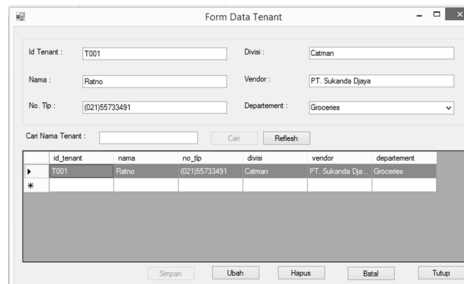 Form Data Tenant
Id Tenant : T001 Divisi : Catman
Nama : Ratno Vendor : PT. Sukanda Djaya
No. Tlp : (021)55733491 Departement : Groceries
Cari Nama Tenant : Cari Reflesh
id_tenant nama no_tlp divisi vendor departement
T001 Ratno (021)55733491 Catman PT. Sukanda Dja... Groceries
Simpan Ubah Hapus Batal Tutup